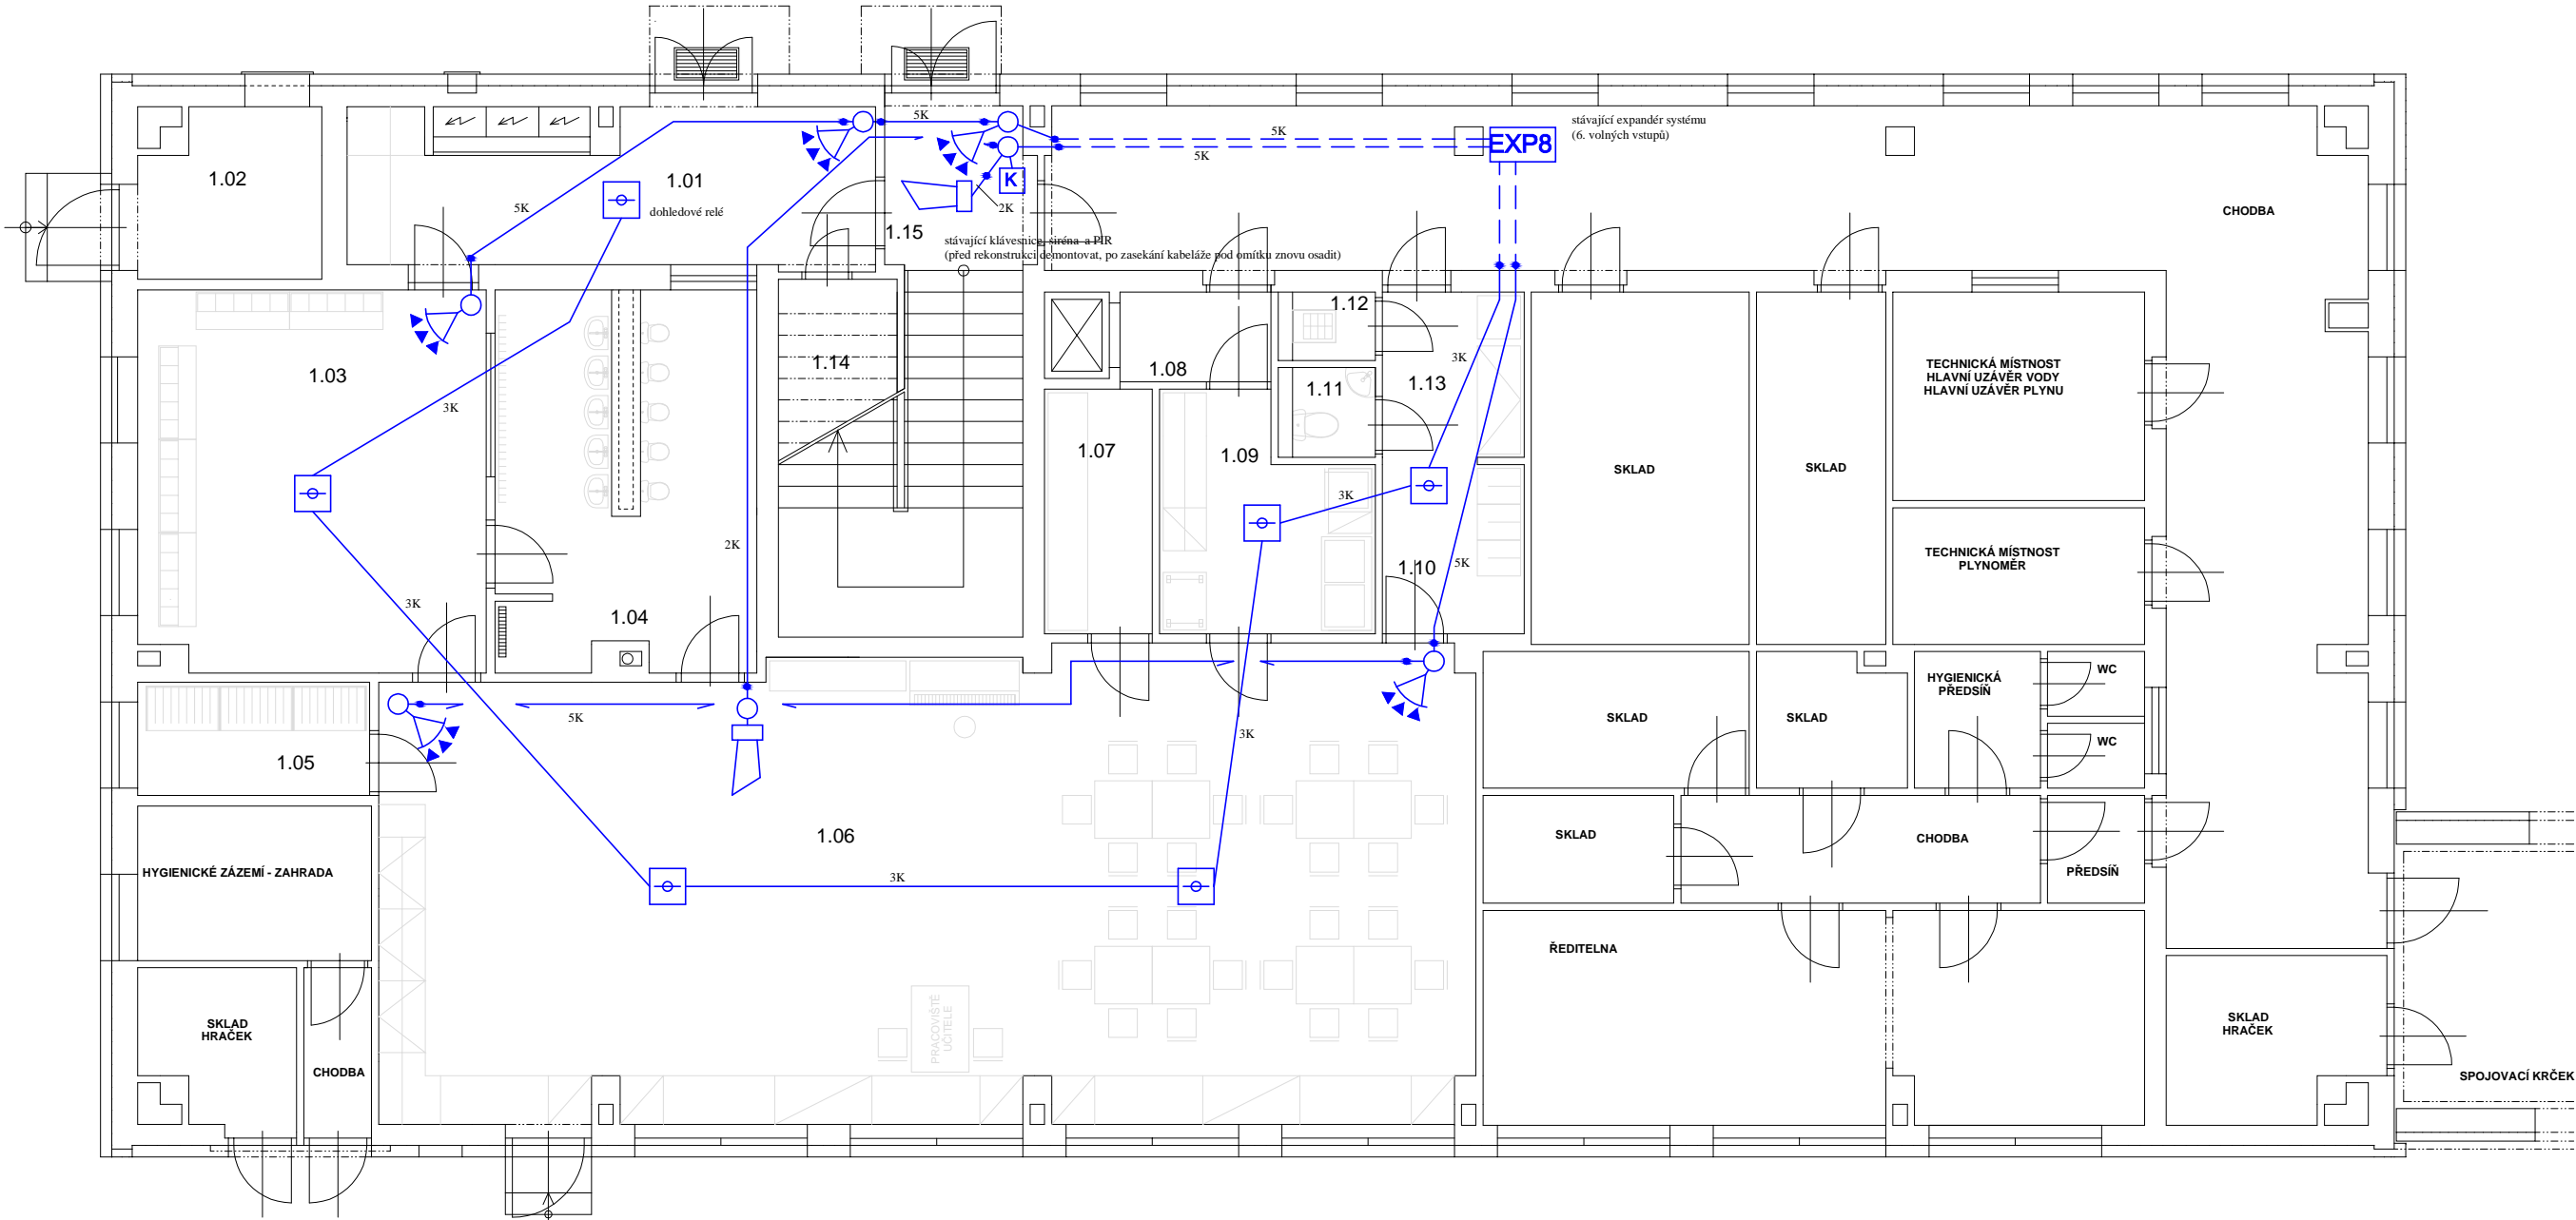 5K
5K
stávající expandér systému
(6. volných vstupů)
EXP8
5K
5K
1.02
1.01
K
dohledové relé
2K
5K
CHODBA
1.15
stávající klávesnice, siréna a PIR
(před rekonstrukcí demontovat, po zasekání kabeláže pod omítku znovu osadit)
1.12
1.03
1.14
1.08
3K
1.13
1.11
TECHNICKÁ MÍSTNOST
HLAVNÍ UZÁVĚR VODY
HLAVNÍ UZÁVĚR PLYNU
3K
1.07
1.09
SKLAD
SKLAD
3K
2K
1.10
5K
TECHNICKÁ MÍSTNOST
PLYNOMĚR
3K
1.04
HYGIENICKÁ
PŘEDSÍŇ
WC
5K
3K
SKLAD
SKLAD
WC
1.05
1.06
SKLAD
CHODBA
HYGIENICKÉ ZÁZEMÍ - ZAHRADA
3K
PŘEDSÍŇ
ŘEDITELNA
PRACOVIŠTĚ
UČITELE
SKLAD
HRAČEK
SKLAD
HRAČEK
CHODBA
SPOJOVACÍ KRČEK